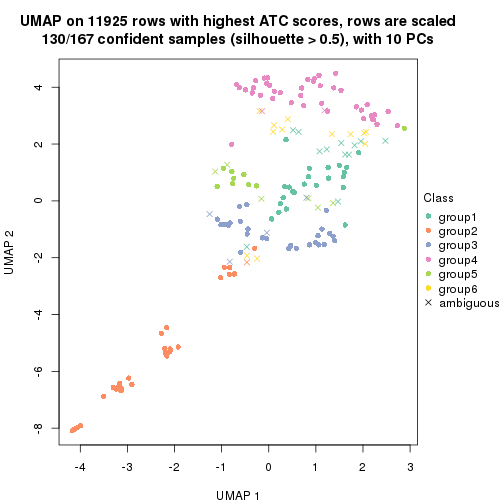 UMAP on 11925 rows with highest ATC scores, rows are scaled
130/167 confident samples (silhouette > 0.5), with 10 PCs
4
2
0
-2
-4
-6
-8
UMAP 2
-4
-3
-2
-1
0
1
2
3
UMAP 1
Class
group1
group2
group3
group4
group5
group6
ambiguous